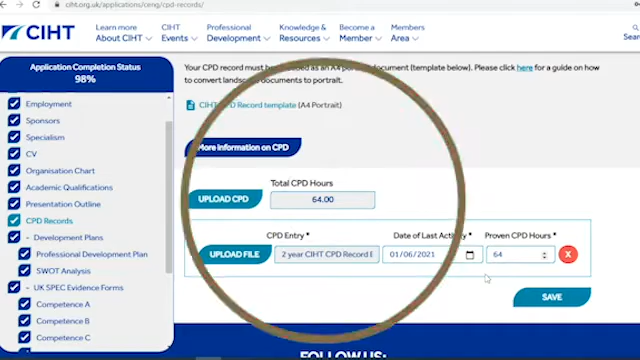 ciht.org.uk/applications/ceng/cpd-records/
CIHT
Learn more
About CIHT
CIHT
Events
Professional
Development
Knowledge &
Resources
Become a
Member
Members
Area
Sear
Application Completion Status
98%
Employment
Sponsors
Specialism
CV
Organisation Chart
Academic Qualifications
Presentation Outline
CPD Records
- Development Plans
Professional Development Plan
SWOT Analysis
- UK SPEC Evidence Forms
Competence A
Competence B
Competence C
Your CPD record must be
as an A4 por
document (template below). Please click here for a guide on how
to convert landsc
documents to portrait.
CIHT CPD Record template (A4 Portrait)
More information on CPD
UPLOAD CPD
Total CPD Hours
64.00
CPD Entry *
Date of Last Activity *
Proven CPD Hours *
UPLOAD FILE
2 year CIHT CPD Record
01/06/2021
64
X
SAVE
FOLLOW US: